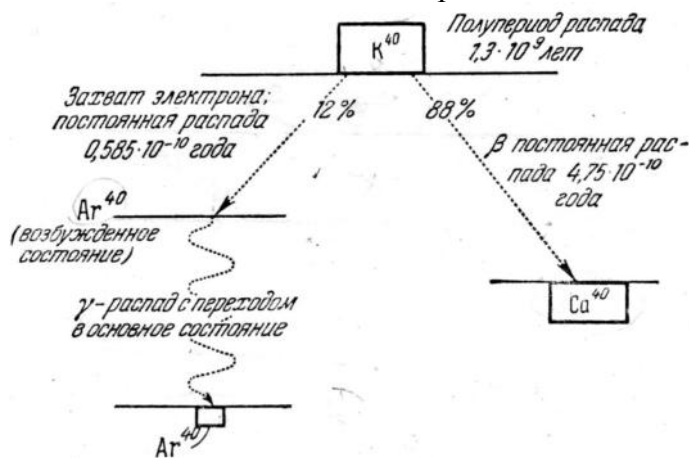 K⁴⁰
Полупериод распада
1,3·10⁹ лет
Захват электрона;
постоянная распада
0,585·10⁻¹⁰ года
12%
88%
β постоянная рас-
пада 4,75·10⁻¹⁰
года
Ar⁴⁰
(возбужденное
состояние)
γ-распад с переходом
в основное состояние
Ca⁴⁰
Ar⁴⁰